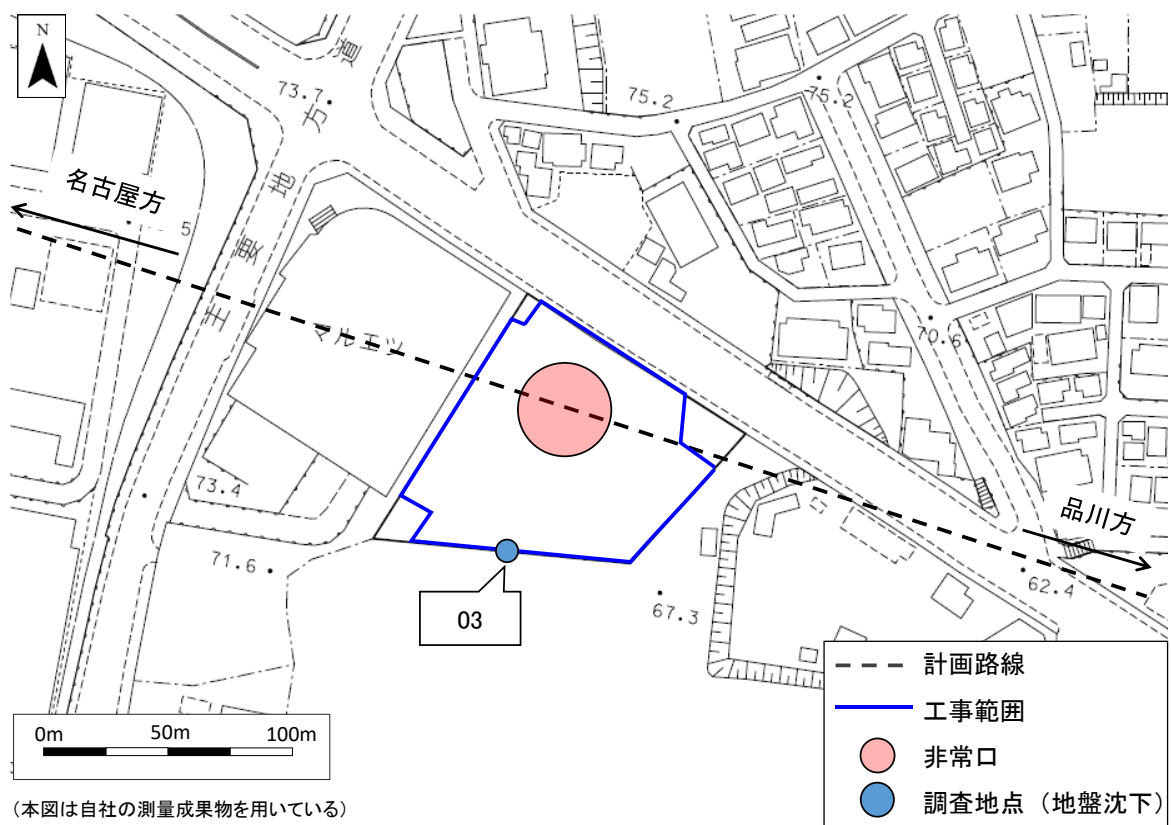 N
73.7
道
方
地
要
主
75.2
75.2
名古屋方
5
マルエツ
70.6
73.4
71.6
品川方
62.4
67.3
03
0m 50m 100m
(本図は自社の測量成果物を用いている)
計画路線
工事範囲
非常口
調査地点（地盤沈下）